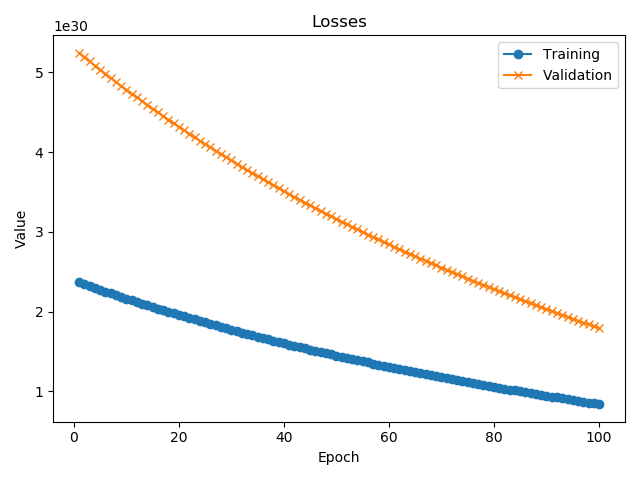 Losses
1e30
Training
Validation
5
4
3
2
1
Value
0 20 40 60 80 100
Epoch